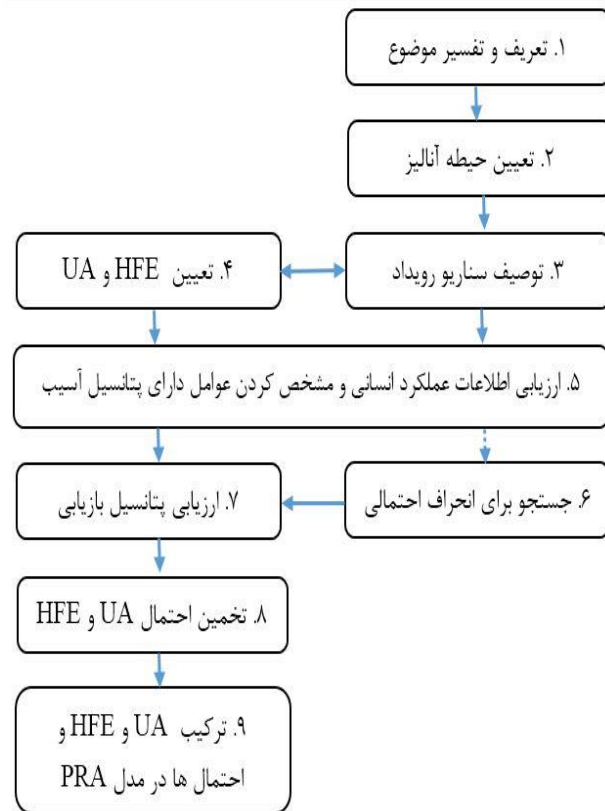 ۱. تعریف و تفسیر موضوع
۲. تعیین حیطه آنالیز
۳. توصیف سناریو رویداد
۴. تعیین HFE و UA
۵. ارزیابی اطلاعات عملکرد انسانی و مشخص کردن عوامل دارای پتانسیل آسیب
۶. جستجو برای انحراف احتمالی
۷. ارزیابی پتانسیل بازیابی
۸. تخمین احتمال UA و HFE
۹. ترکیب UA و HFE و
احتمال ها در مدل PRA